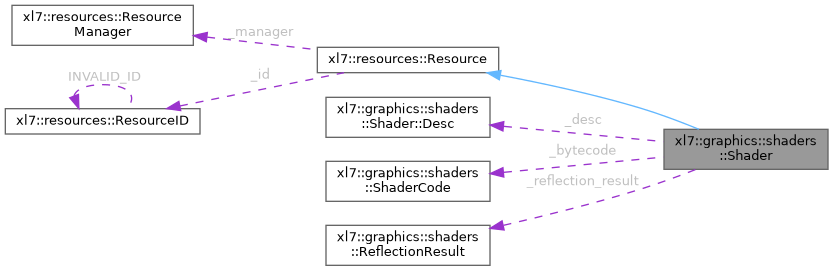 xl7::resources::Resource
Manager
_manager
xl7::resources::Resource
_id
INVALID_ID
xl7::resources::ResourceID
xl7::graphics::shaders
::Shader::Desc
_desc
xl7::graphics::shaders
::Shader
_bytecode
xl7::graphics::shaders
::ShaderCode
_reflection_result
xl7::graphics::shaders
::ReflectionResult